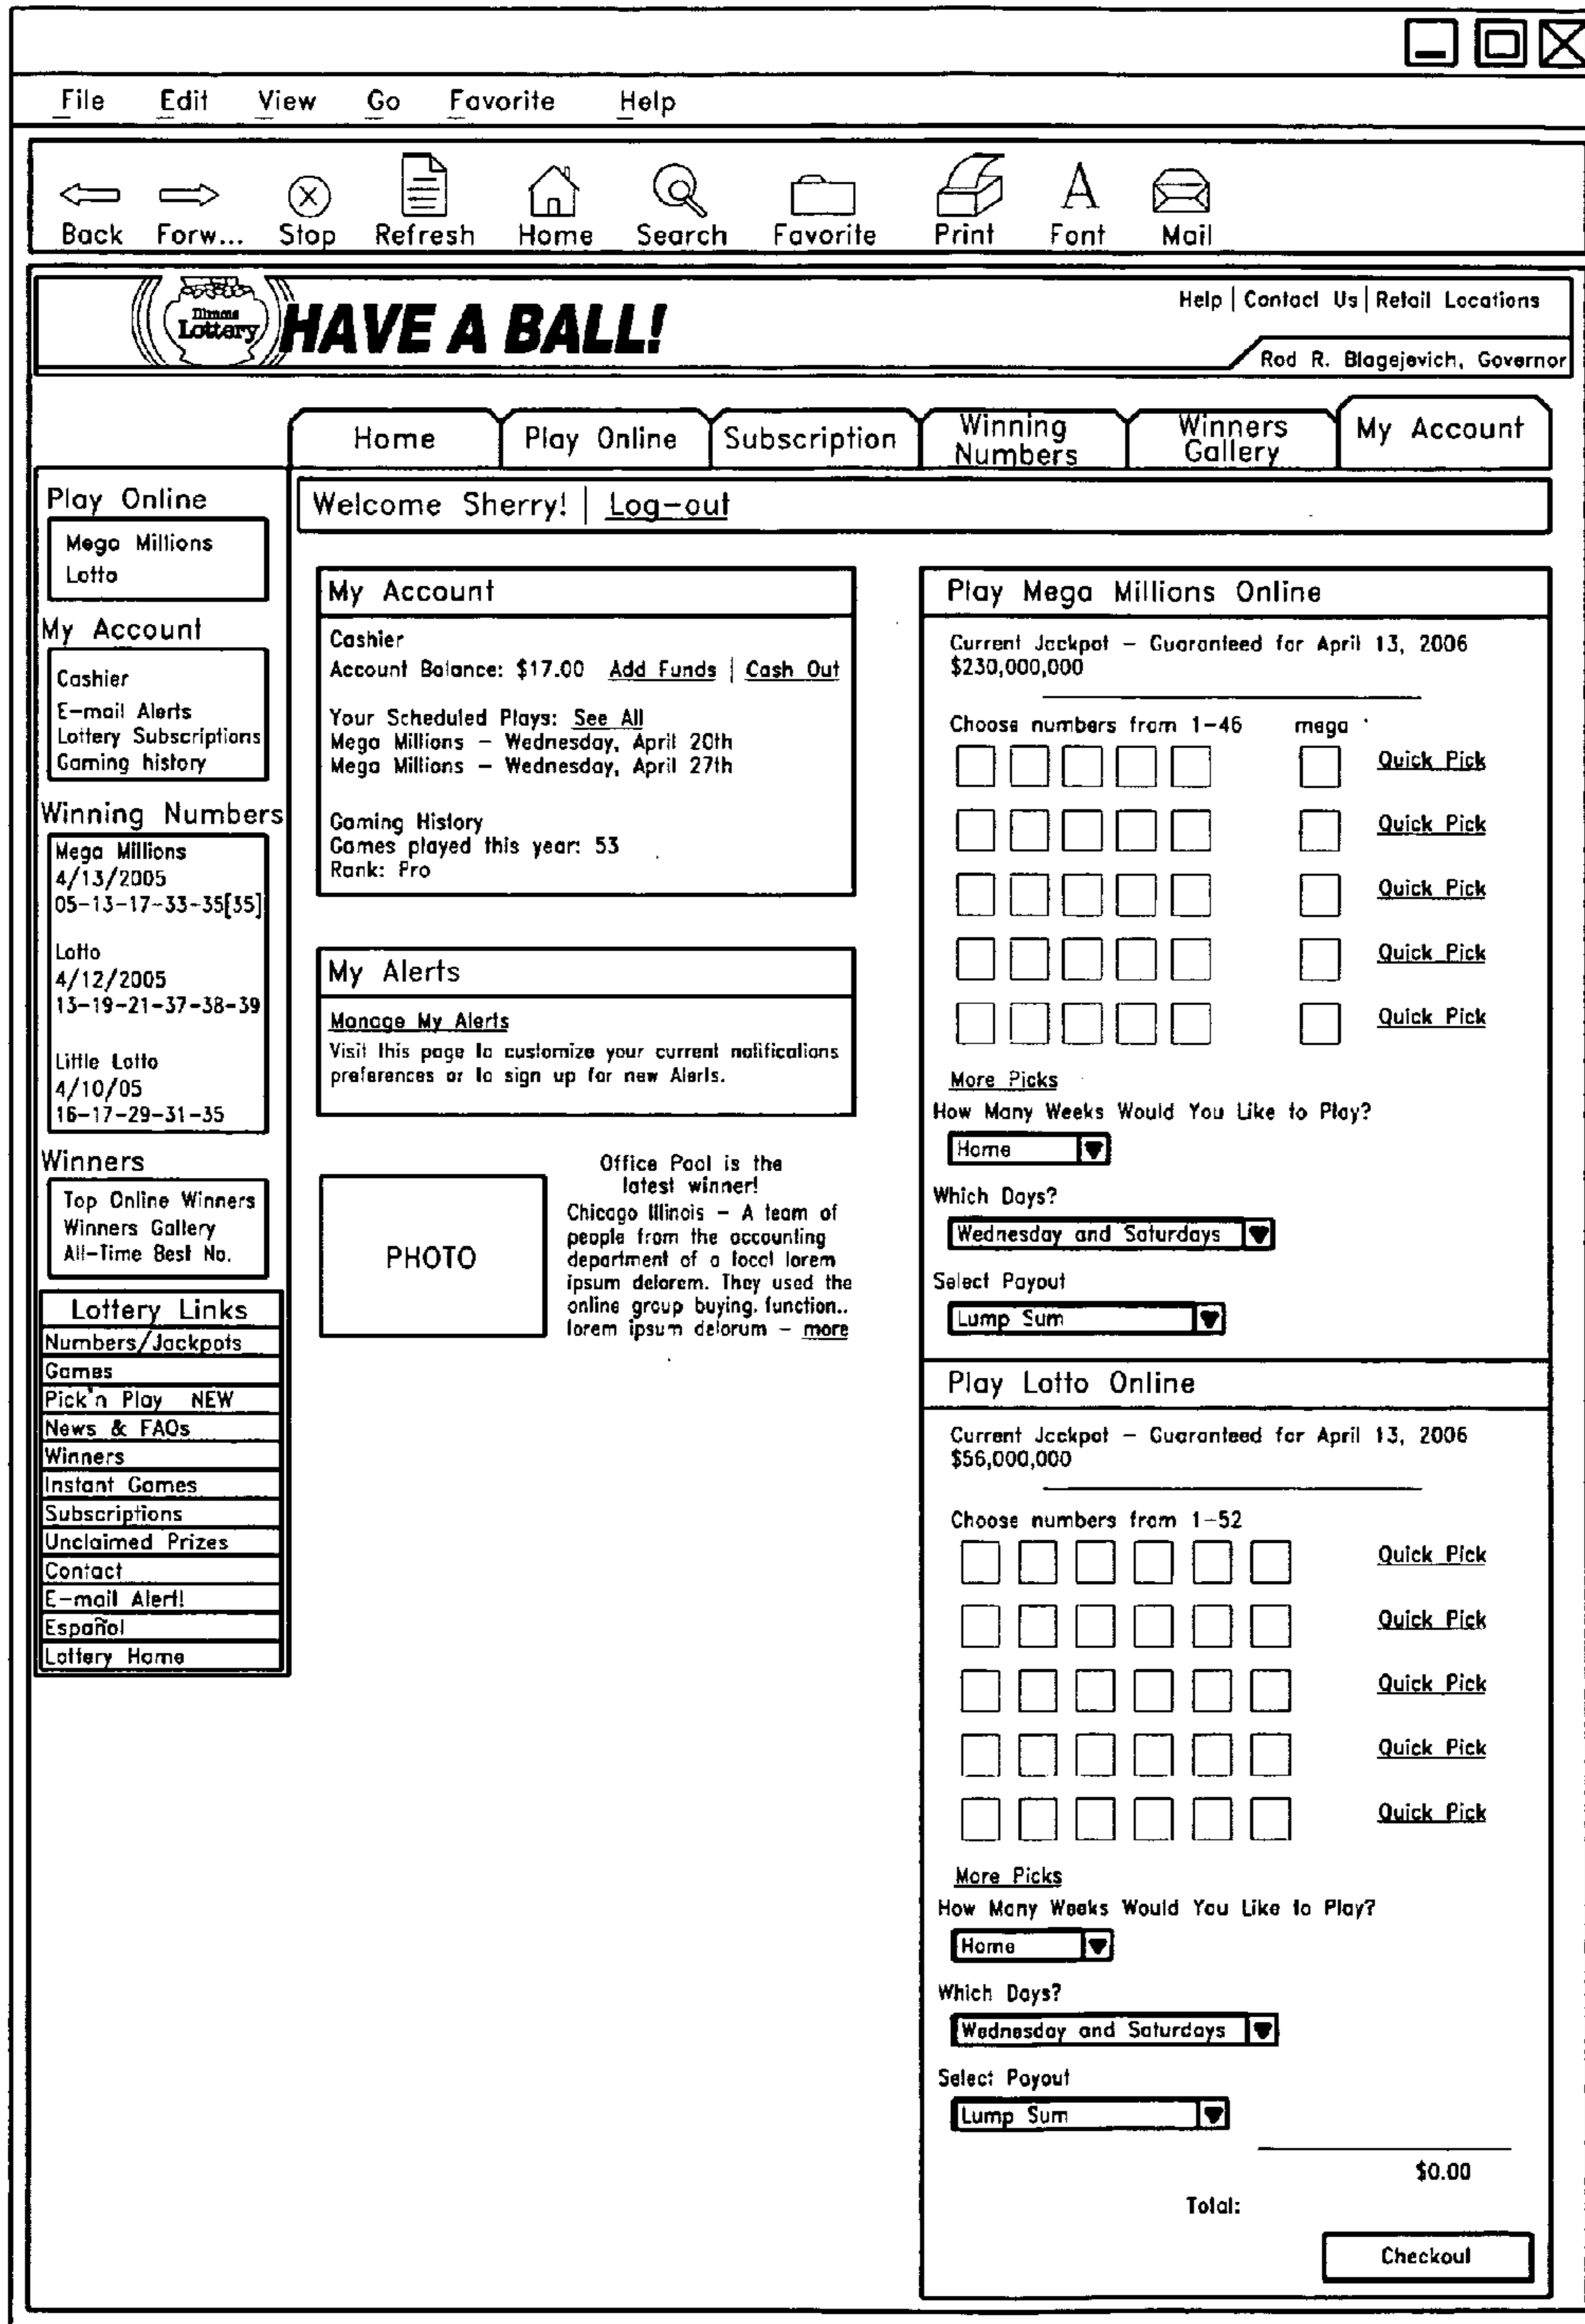 File Edit View Go Favorite Help
Back Forw... Stop Refresh Home Search Favorite Print Font Mail
Illinois
Lottery
HAVE A BALL!
Help | Contact Us | Retail Locations
Rod R. Blagejevich, Governor
Home Play Online Subscription Winning Numbers Winners Gallery My Account
Play Online
Mega Millions
Lotto
My Account
Cashier
E-mail Alerts
Lottery Subscriptions
Gaming history
Winning Numbers
Mega Millions
4/13/2005
05-13-17-33-35[35]
Lotto
4/12/2005
13-19-21-37-38-39
Little Lotto
4/10/05
16-17-29-31-35
Winners
Top Online Winners
Winners Gallery
All-Time Best No.
Lottery Links
Numbers/Jackpots
Games
Pick'n Play NEW
News & FAQs
Winners
Instant Games
Subscriptions
Unclaimed Prizes
Contact
E-mail Alert!
Español
Lottery Home
Welcome Sherry! | Log-out
My Account
Cashier
Account Balance: $17.00 Add Funds | Cash Out
Your Scheduled Plays: See All
Mega Millions - Wednesday, April 20th
Mega Millions - Wednesday, April 27th
Gaming History
Games played this year: 53
Rank: Pro
My Alerts
Manage My Alerts
Visit this page to customize your current notifications
preferences or to sign up for new Alerts.
PHOTO
Office Pool is the
latest winner!
Chicago Illinois - A team of
people from the accounting
department of a local lorem
ipsum delorem. They used the
online group buying. function..
lorem ipsum delorum - more
Play Mega Millions Online
Current Jackpot - Guaranteed for April 13, 2006
$230,000,000
Choose numbers from 1-46 mega
Quick Pick
Quick Pick
Quick Pick
Quick Pick
Quick Pick
More Picks
How Many Weeks Would You Like to Play?
Home
Which Days?
Wednesday and Saturdays
Select Payout
Lump Sum
Play Lotto Online
Current Jackpot - Guaranteed for April 13, 2006
$56,000,000
Choose numbers from 1-52
Quick Pick
Quick Pick
Quick Pick
Quick Pick
Quick Pick
More Picks
How Many Weeks Would You Like to Play?
Home
Which Days?
Wednesday and Saturdays
Select Payout
Lump Sum
$0.00
Total:
Checkout